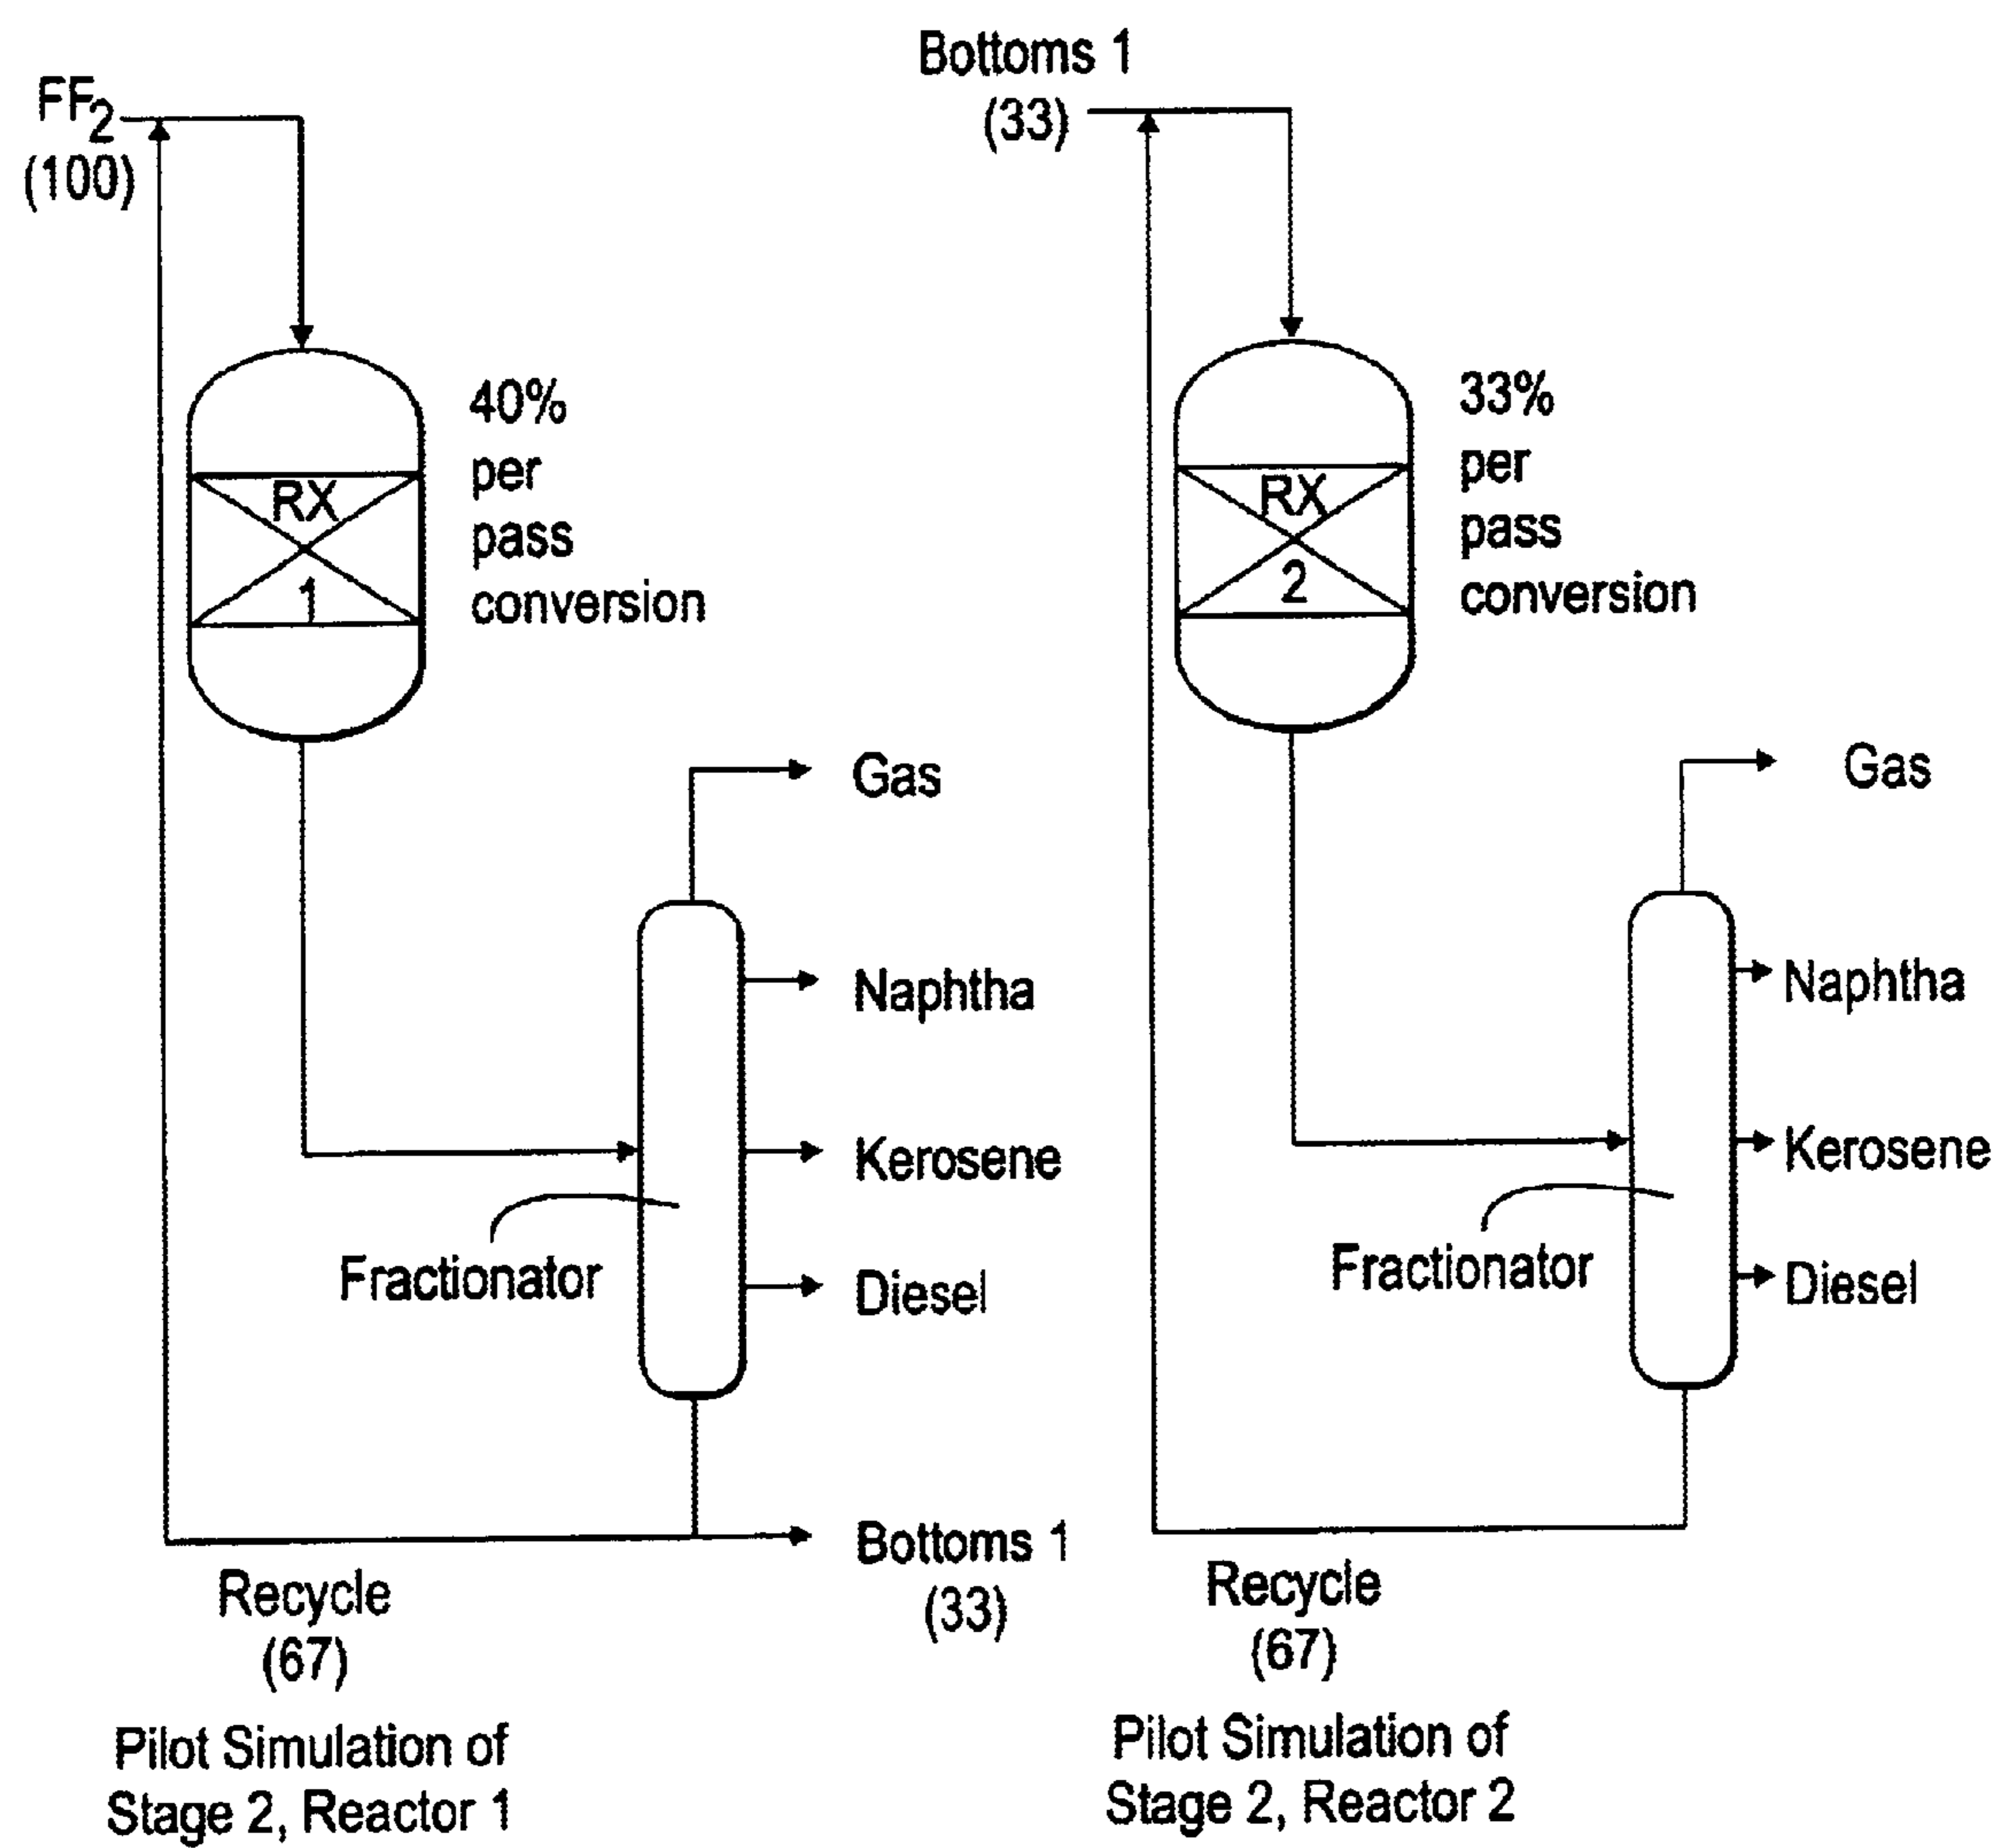 FF2
(100)
40%
per
pass
conversion
RX
1
Gas
Naphtha
Kerosene
Fractionator
Diesel
Bottoms 1
(33)
Recycle
(67)
Pilot Simulation of
Stage 2, Reactor 1
Bottoms 1
(33)
33%
per
pass
conversion
RX
2
Gas
Naphtha
Kerosene
Fractionator
Diesel
Recycle
(67)
Pilot Simulation of
Stage 2, Reactor 2